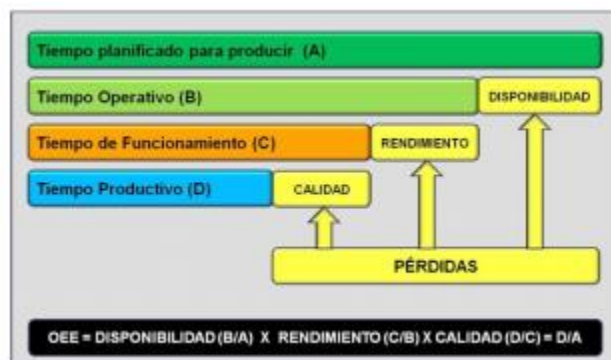 Tiempo planificado para producir (A)
Tiempo Operativo (B)
DISPONIBILIDAD
Tiempo de Funcionamiento (C)
RENDIMIENTO
Tiempo Productivo (D)
CALIDAD
PÉRDIDAS
OEE = DISPONIBILIDAD (B/A) X RENDIMIENTO (C/B) X CALIDAD (D/C) = D/A